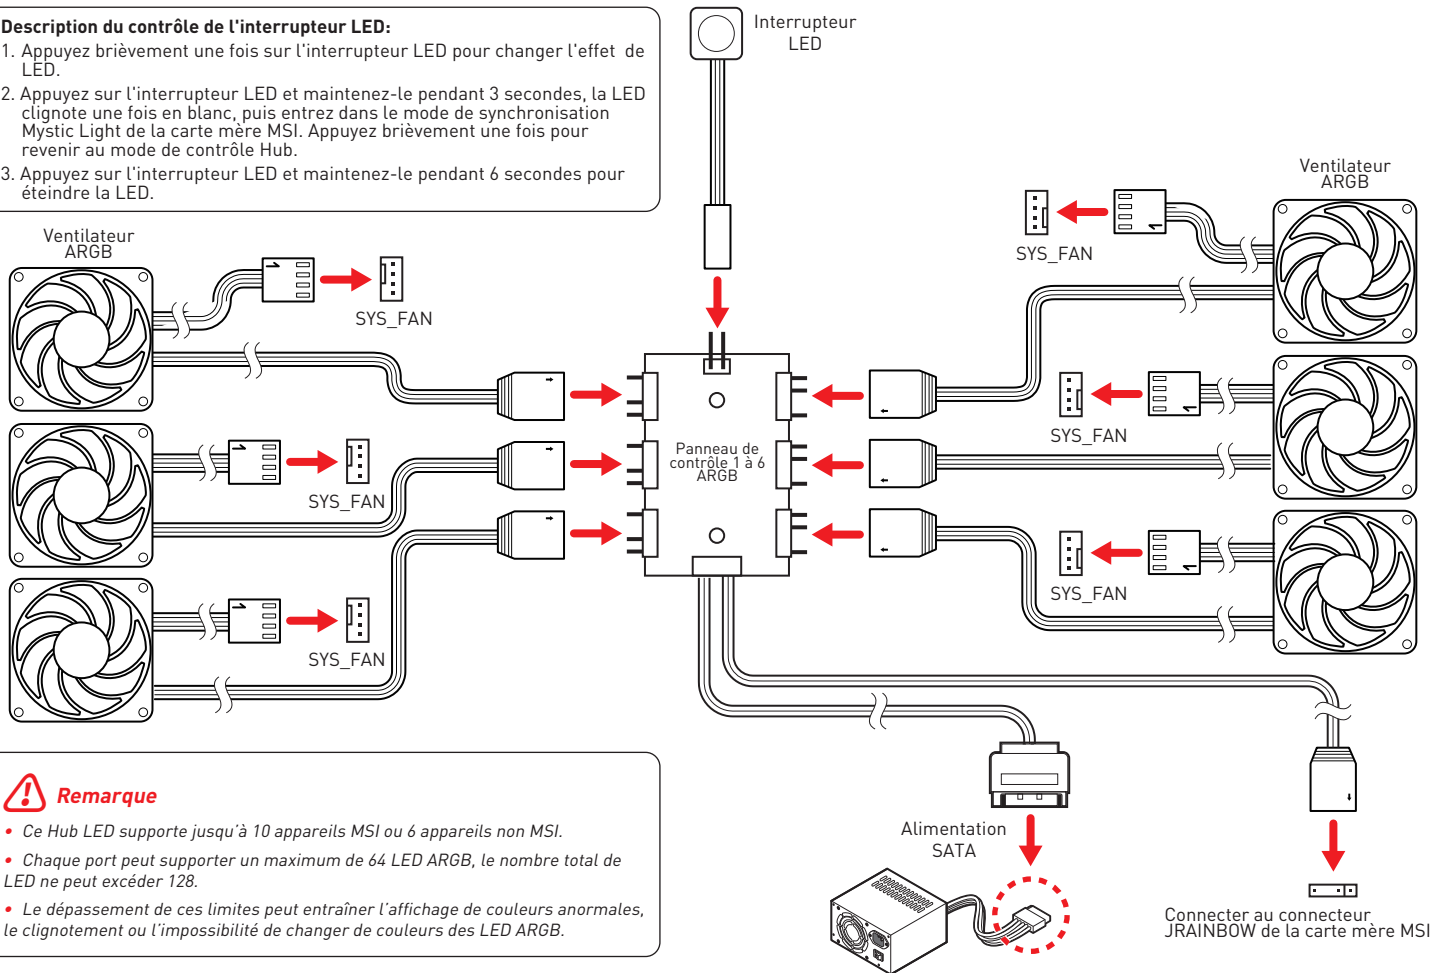 Description du contrôle de l'interrupteur LED:
1. Appuyez brièvement une fois sur l'interrupteur LED pour changer l'effet de
LED.
2. Appuyez sur l'interrupteur LED et maintenez-le pendant 3 secondes, la LED
clignote une fois en blanc, puis entrez dans le mode de synchronisation
Mystic Light de la carte mère MSI. Appuyez brièvement une fois pour
revenir au mode de contrôle Hub.
3. Appuyez sur l'interrupteur LED et maintenez-le pendant 6 secondes pour
éteindre la LED.
Interrupteur
LED
Ventilateur
ARGB
1
SYS_FAN
1
SYS_FAN
1
SYS_FAN
Ventilateur
ARGB
1
SYS_FAN
1
SYS_FAN
1
SYS_FAN
Panneau de
contrôle 1 à 6
ARGB
Alimentation
SATA
Connecter au connecteur
JRAINBOW de la carte mère MSI
Remarque
• Ce Hub LED supporte jusqu'à 10 appareils MSI ou 6 appareils non MSI.
• Chaque port peut supporter un maximum de 64 LED ARGB, le nombre total de
LED ne peut excéder 128.
• Le dépassement de ces limites peut entraîner l'affichage de couleurs anormales,
le clignotement ou l'impossibilité de changer de couleurs des LED ARGB.